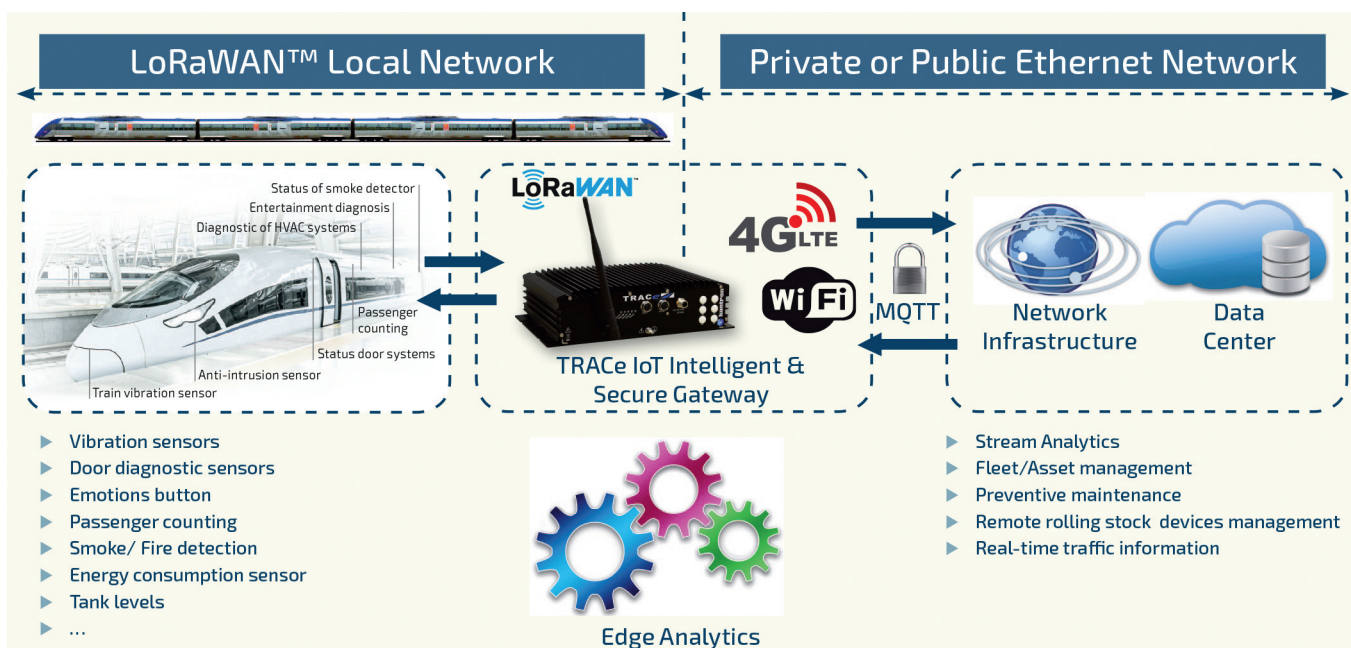 LoRaWAN™ Local Network
Private or Public Ethernet Network
Status of smoke detector
Entertainment diagnosis
Diagnostic of HVAC systems
Passenger
counting
Status door systems
Anti-intrusion sensor
Train vibration sensor
LoRaWAN™
TRACe
4G LTE
WiFi
TRACe IoT Intelligent &
Secure Gateway
MQTT
Network
Infrastructure
Data
Center
Vibration sensors
Door diagnostic sensors
Emotions button
Passenger counting
Smoke/ Fire detection
Energy consumption sensor
Tank levels
...
Edge Analytics
Stream Analytics
Fleet/Asset management
Preventive maintenance
Remote rolling stock devices management
Real-time traffic information